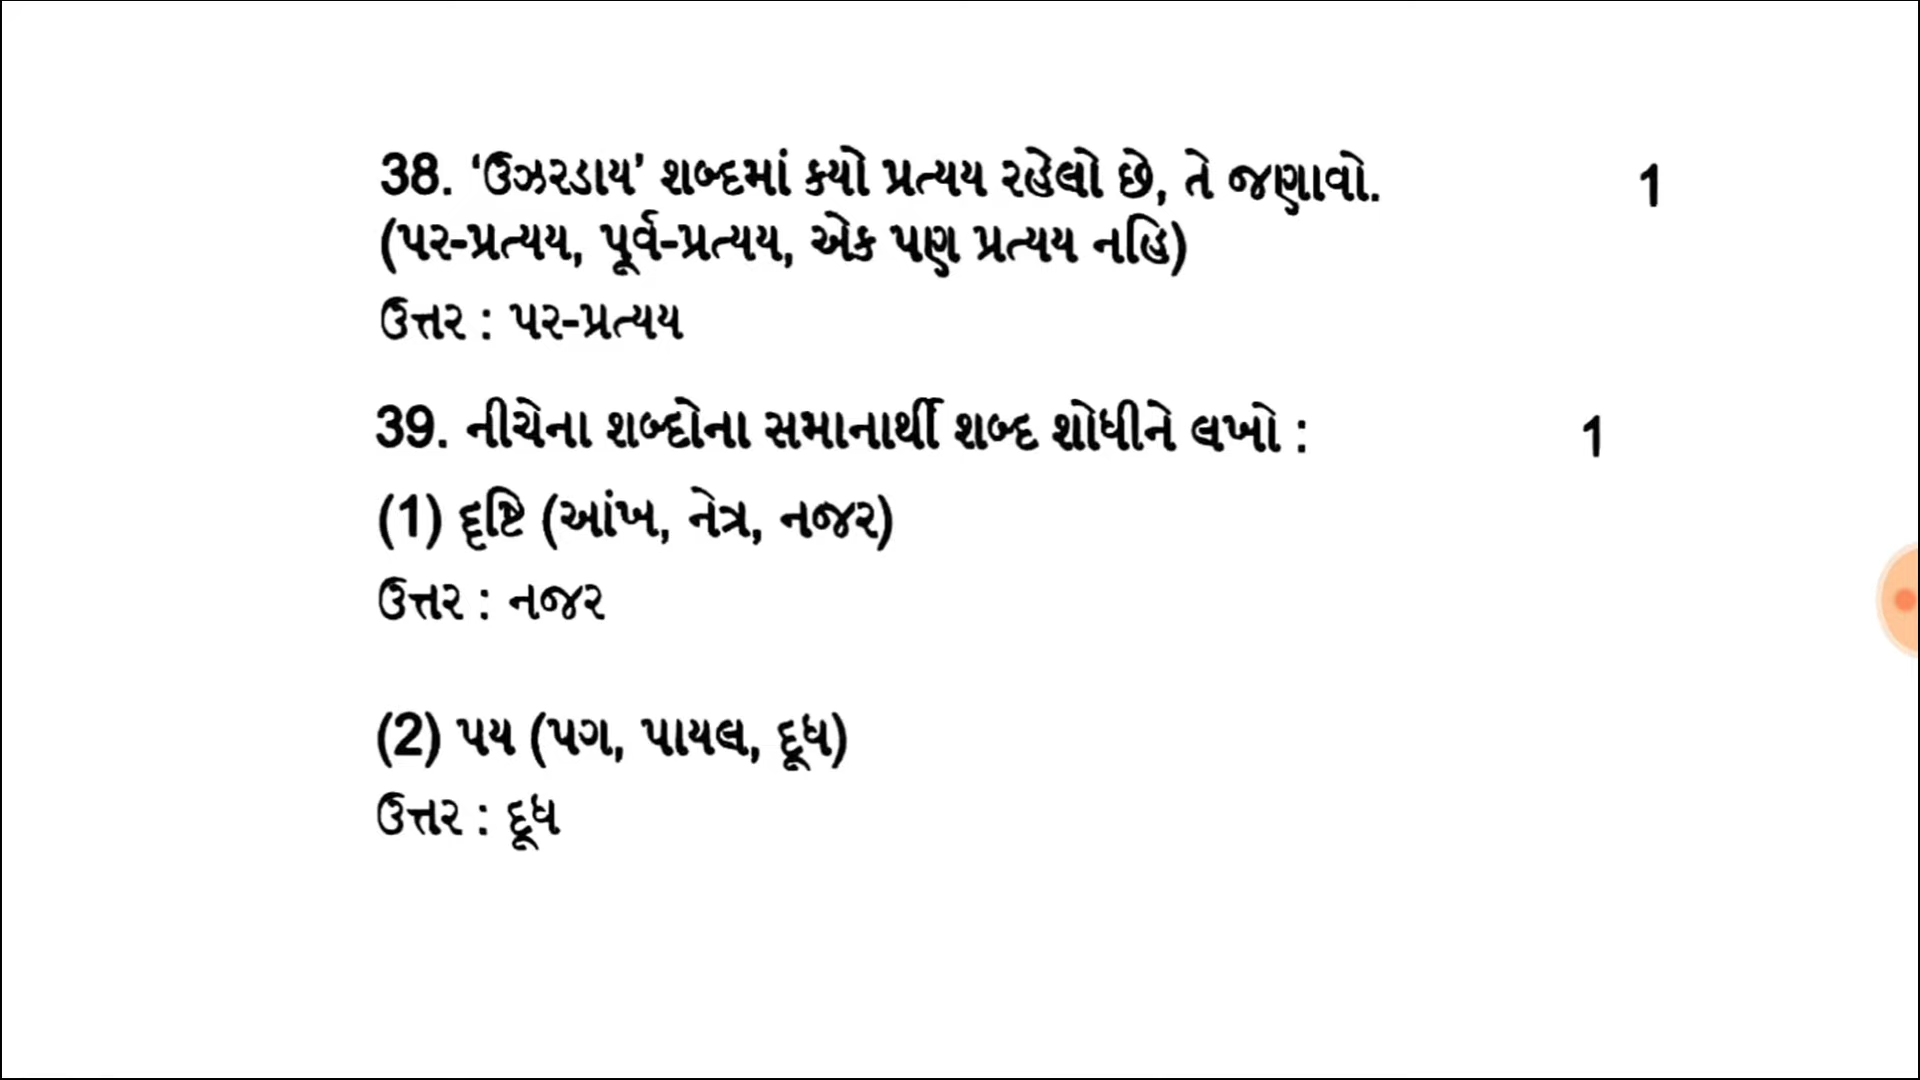 38. ‘ઉઝરડાય’ શબ્દમાં કયો પ્રત્યય રહેલો છે, તે જણાવો. 1
(પર-પ્રત્યય, પૂર્વ-પ્રત્યય, એક પણ પ્રત્યય નહિ)
ઉત્તર : પર-પ્રત્યય
39. નીચેના શબ્દોના સમાનાર્થી શબ્દ શોધીને લખો : 1
(1) દૃષ્ટિ (આંખ, નેત્ર, નજર)
ઉત્તર : નજર
(2) પય (પગ, પાયલ, દૂધ)
ઉત્તર : દૂધ